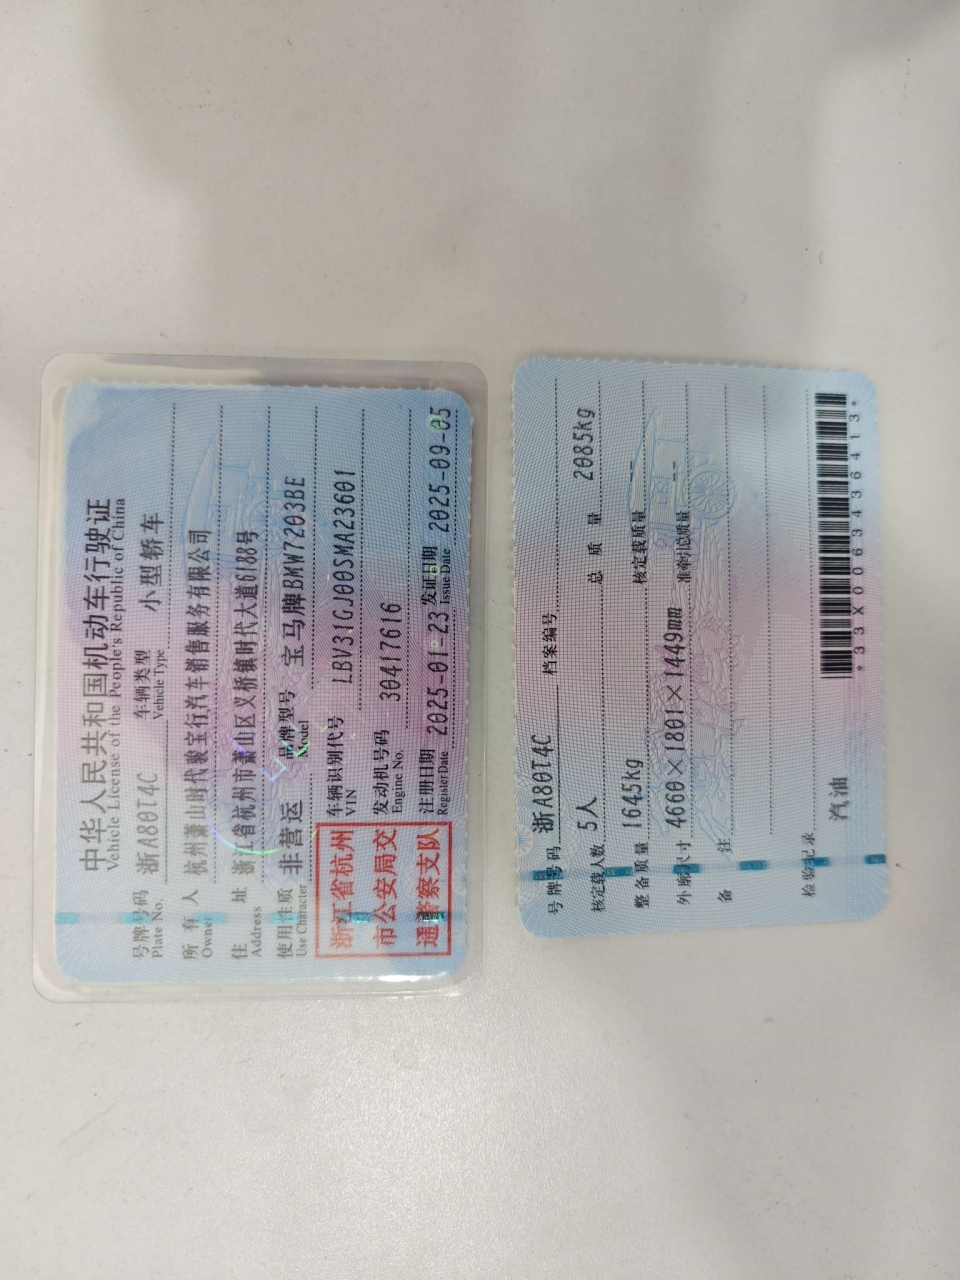 中华人民共和国机动车行驶证
Vehicle License of the People's Republic of China
号牌号码 浙A80T4C 车辆类型 小型轿车
Plate No. Vehicle Type
所有人 杭州萧山时代骏宝行汽车销售服务有限公司
Owner
住址 浙江省杭州市萧山区义桥镇时代大道6188号
Address
使用性质 非营运 品牌型号 宝马牌BMW7203BE
Use Character Model
浙江省杭州
市公安局交
通警察支队
车辆识别代号 LBV31GJ00SMA23601
VIN
发动机号码 30417616
Engine No.
注册日期 2025-01-23 发证日期 2025-09-05
Register Date Issue Date
号牌号码 浙A80T4C 档案编号
核定载人数 5人 总质量 2085kg
整备质量 1645kg 核定载质量 --
外廓尺寸 4660×1801×1449mm 准牵引总质量 --
备注
检验记录
汽油
*33X0063436413*